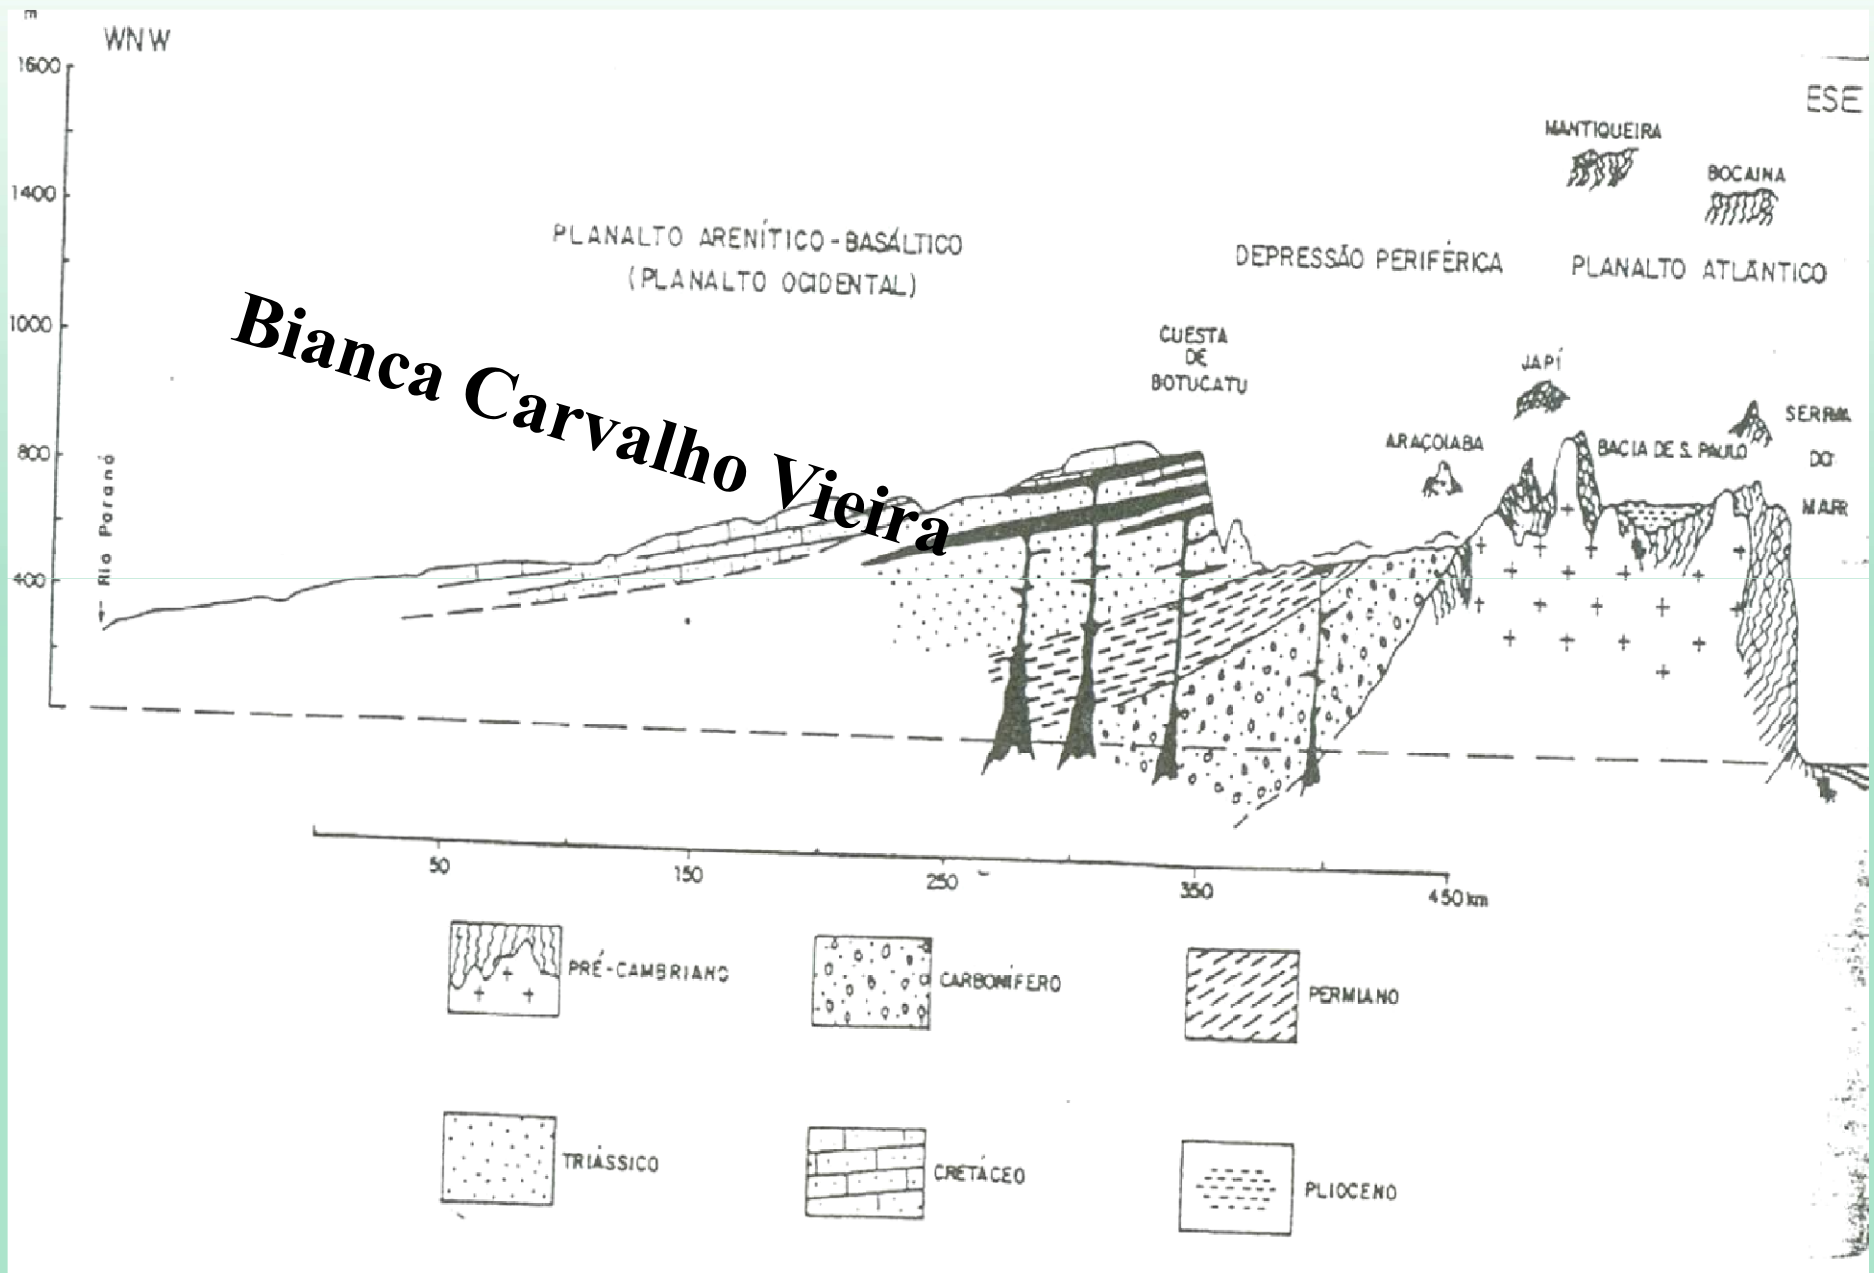 m
WNW
1600
ESE
MANTIQUEIRA
1400
BOCAINA
PLANALTO ARENÍTICO-BASÁLTICO
(PLANALTO OCIDENTAL)
DEPRESSÃO PERIFÉRICA
PLANALTO ATLÂNTICO
1000
Bianca Carvalho Vieira
CUESTA
DE
BOTUCATU
JAPÍ
ARAÇOIABA
BACIA DE S. PAULO
SERRA
DO
MAR
800
Rio Paraná
400
50
150
250
350
450 km
PRÉ-CAMBRIANO
CARBONÍFERO
PERMIANO
TRIÁSSICO
CRETÁCEO
PLIOCENO